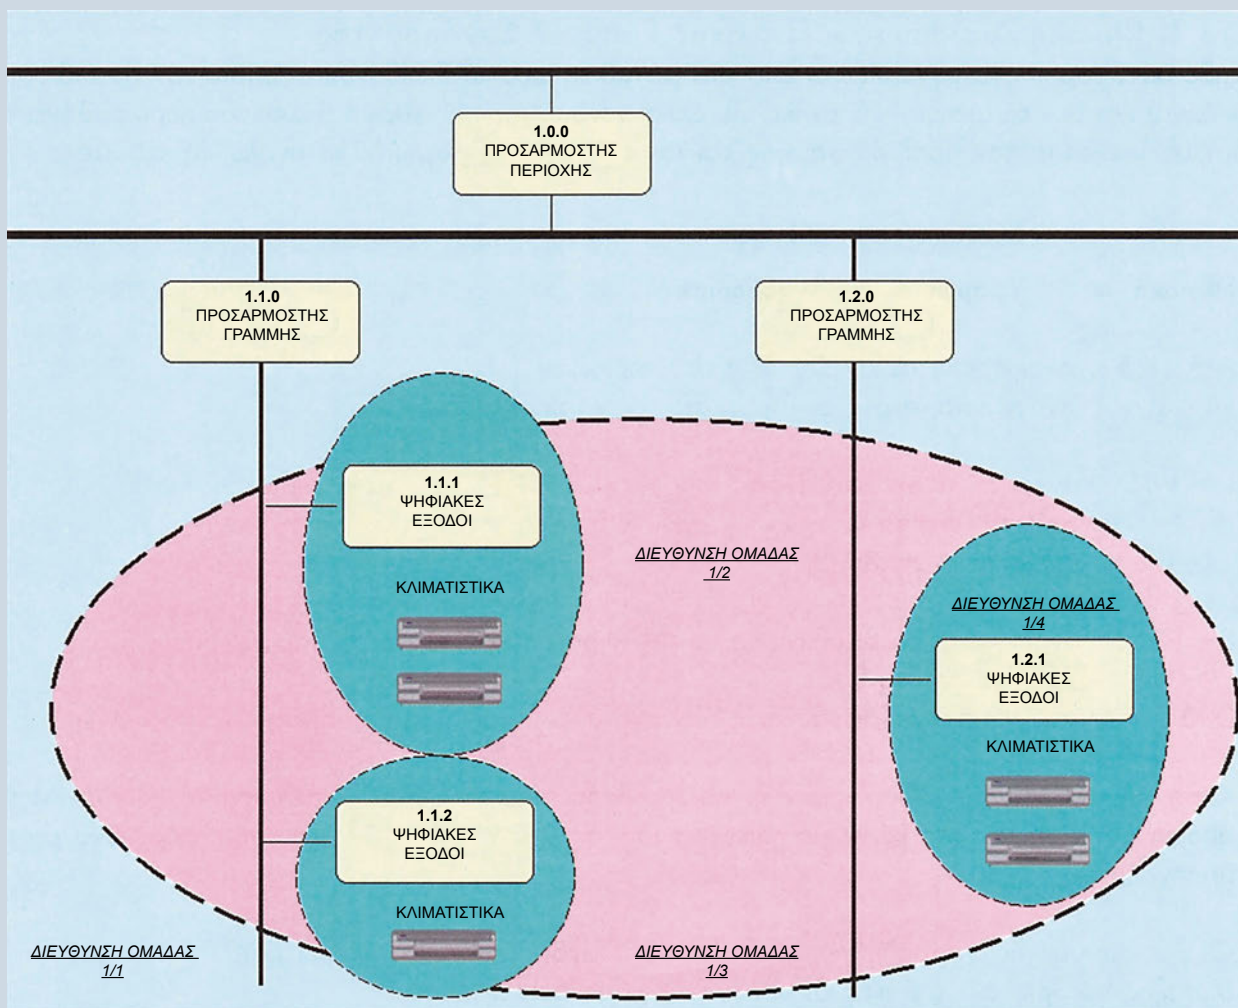 1.0.0
ΠΡΟΣΑΡΜΟΣΤΗΣ
ΠΕΡΙΟΧΗΣ
1.1.0
ΠΡΟΣΑΡΜΟΣΤΗΣ
ΓΡΑΜΜΗΣ
1.2.0
ΠΡΟΣΑΡΜΟΣΤΗΣ
ΓΡΑΜΜΗΣ
1.1.1
ΨΗΦΙΑΚΕΣ
ΕΞΟΔΟΙ
ΚΛΙΜΑΤΙΣΤΙΚΑ
ΔΙΕΥΘΥΝΣΗ ΟΜΑΔΑΣ
1/2
ΔΙΕΥΘΥΝΣΗ ΟΜΑΔΑΣ
1/4
1.2.1
ΨΗΦΙΑΚΕΣ
ΕΞΟΔΟΙ
ΚΛΙΜΑΤΙΣΤΙΚΑ
1.1.2
ΨΗΦΙΑΚΕΣ
ΕΞΟΔΟΙ
ΚΛΙΜΑΤΙΣΤΙΚΑ
ΔΙΕΥΘΥΝΣΗ ΟΜΑΔΑΣ
1/1
ΔΙΕΥΘΥΝΣΗ ΟΜΑΔΑΣ
1/3